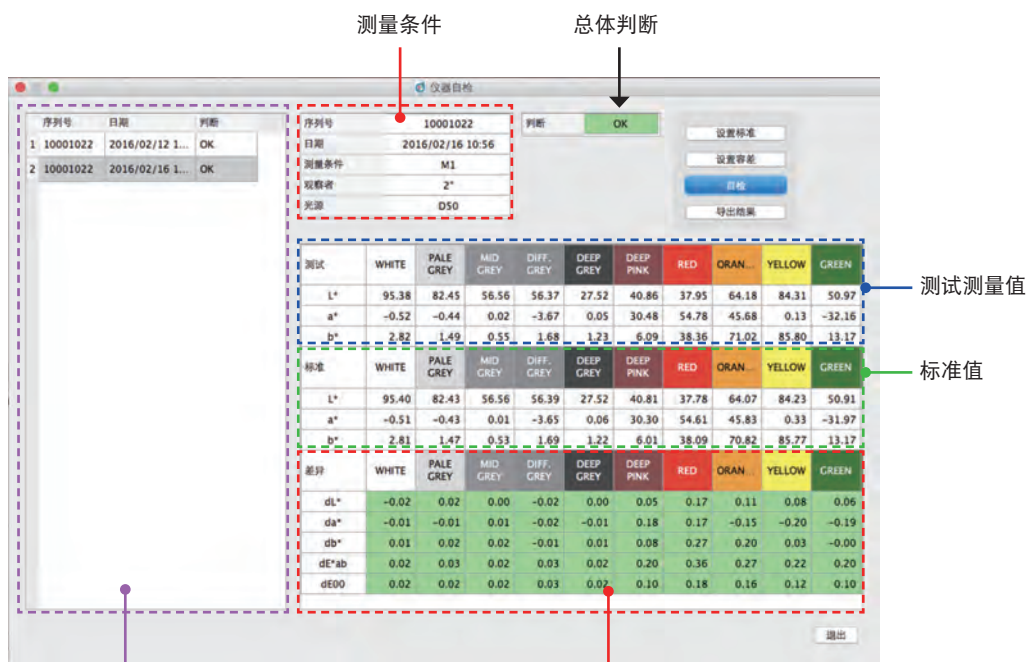 测量条件 总体判断
仪器自检
序列号 日期 判断
1 10001022 2016/02/12 1... OK
2 10001022 2016/02/16 1... OK
序列号 10001022
日期 2016/02/16 10:56
测量条件 M1
观察者 2°
光源 D50
判断 OK
设置标准
设置容差
自检
导出结果
测试 WHITE PALE GREY MID GREY DIFF. GREY DEEP GREY DEEP PINK RED ORAN... YELLOW GREEN
L* 95.38 82.45 56.56 56.37 27.52 40.86 37.95 64.18 84.31 50.97
a* -0.52 -0.44 0.02 -3.67 0.05 30.48 54.78 45.68 0.13 -32.16
b* 2.82 1.49 0.55 1.68 1.23 6.09 38.36 71.02 85.80 13.17
测试测量值
标准 WHITE PALE GREY MID GREY DIFF. GREY DEEP GREY DEEP PINK RED ORAN... YELLOW GREEN
L* 95.40 82.43 56.56 56.39 27.52 40.81 37.78 64.07 84.23 50.91
a* -0.51 -0.43 0.01 -3.65 0.06 30.30 54.61 45.83 0.33 -31.97
b* 2.81 1.47 0.53 1.69 1.22 6.01 38.09 70.82 85.77 13.17
标准值
差异 WHITE PALE GREY MID GREY DIFF. GREY DEEP GREY DEEP PINK RED ORAN... YELLOW GREEN
dL* -0.02 0.02 0.00 -0.02 0.00 0.05 0.17 0.11 0.08 0.06
da* -0.01 -0.01 0.01 -0.02 -0.01 0.18 0.17 -0.15 -0.20 -0.19
db* 0.01 0.02 0.02 -0.01 0.01 0.08 0.27 0.20 0.03 -0.00
dE*ab 0.02 0.03 0.02 0.03 0.02 0.20 0.36 0.27 0.22 0.20
dE00 0.02 0.02 0.02 0.03 0.02 0.10 0.18 0.16 0.12 0.10
退出